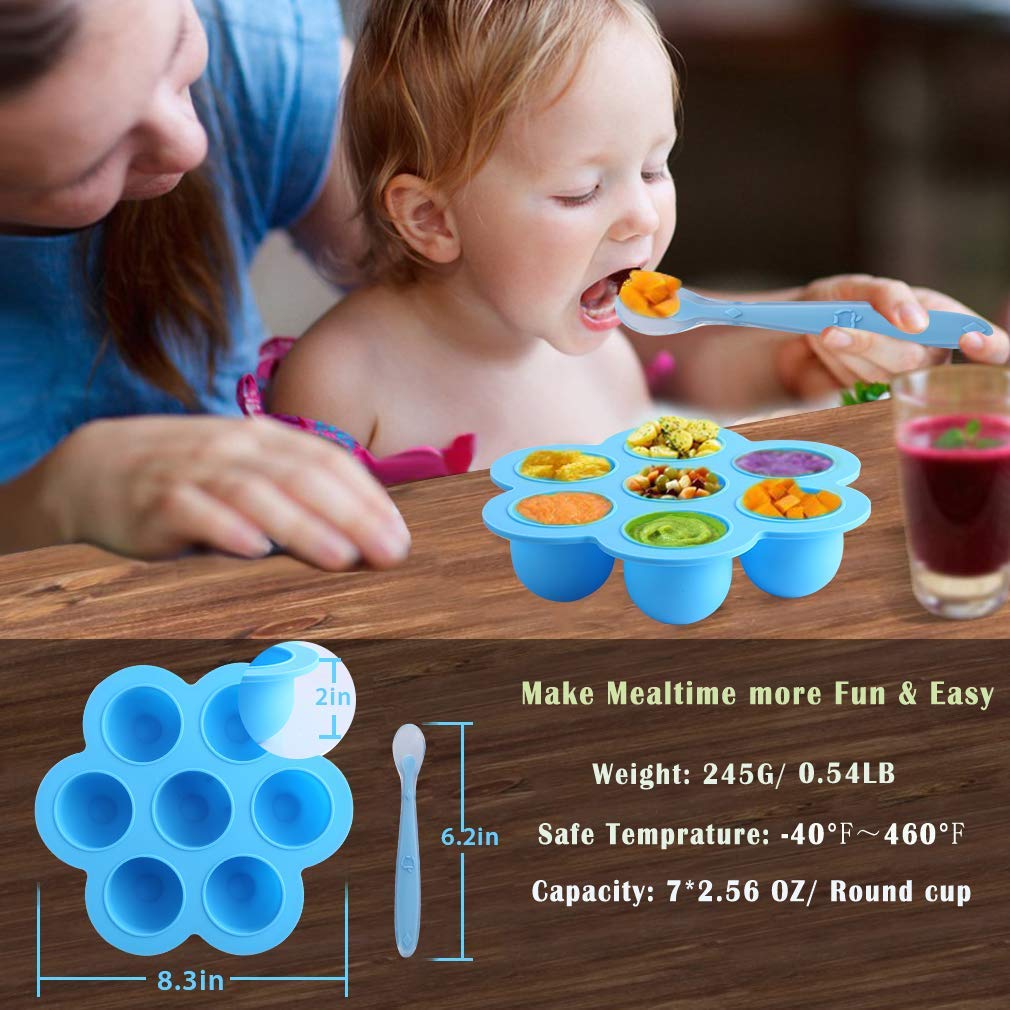 2in
Make Mealtime more Fun & Easy
Weight: 245G/ 0.54LB
6.2in
Safe Temprature: -40°F~460°F
Capacity: 7*2.56 OZ/ Round cup
8.3in